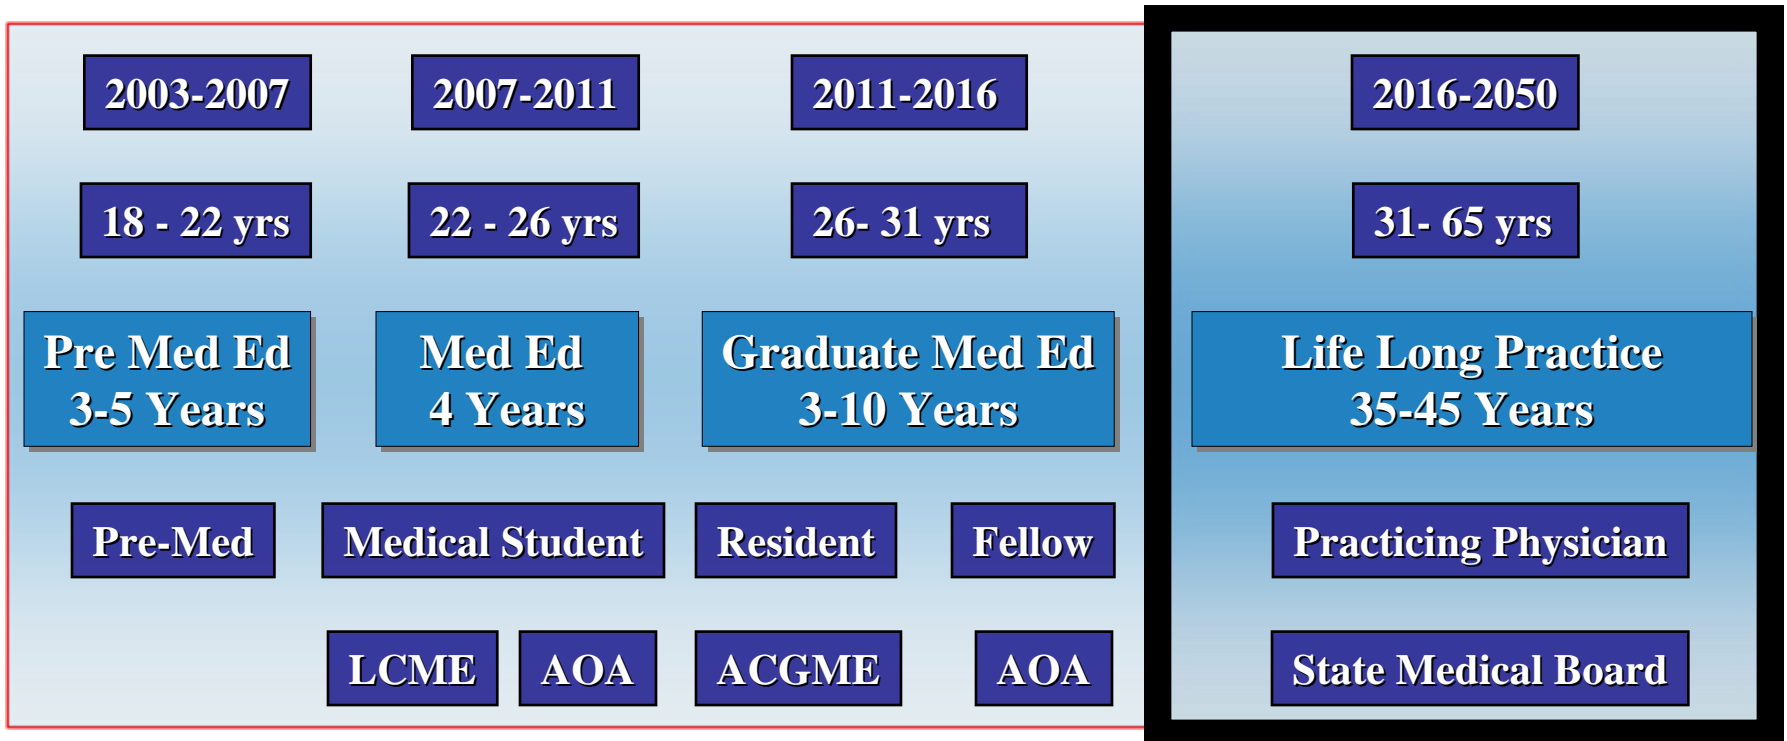 2003-2007
2007-2011
2011-2016
2016-2050
18 - 22 yrs
22 - 26 yrs
26- 31 yrs
31- 65 yrs
Pre Med Ed
3-5 Years
Med Ed
4 Years
Graduate Med Ed
3-10 Years
Life Long Practice
35-45 Years
Pre-Med
Medical Student
Resident
Fellow
Practicing Physician
LCME
AOA
ACGME
AOA
State Medical Board